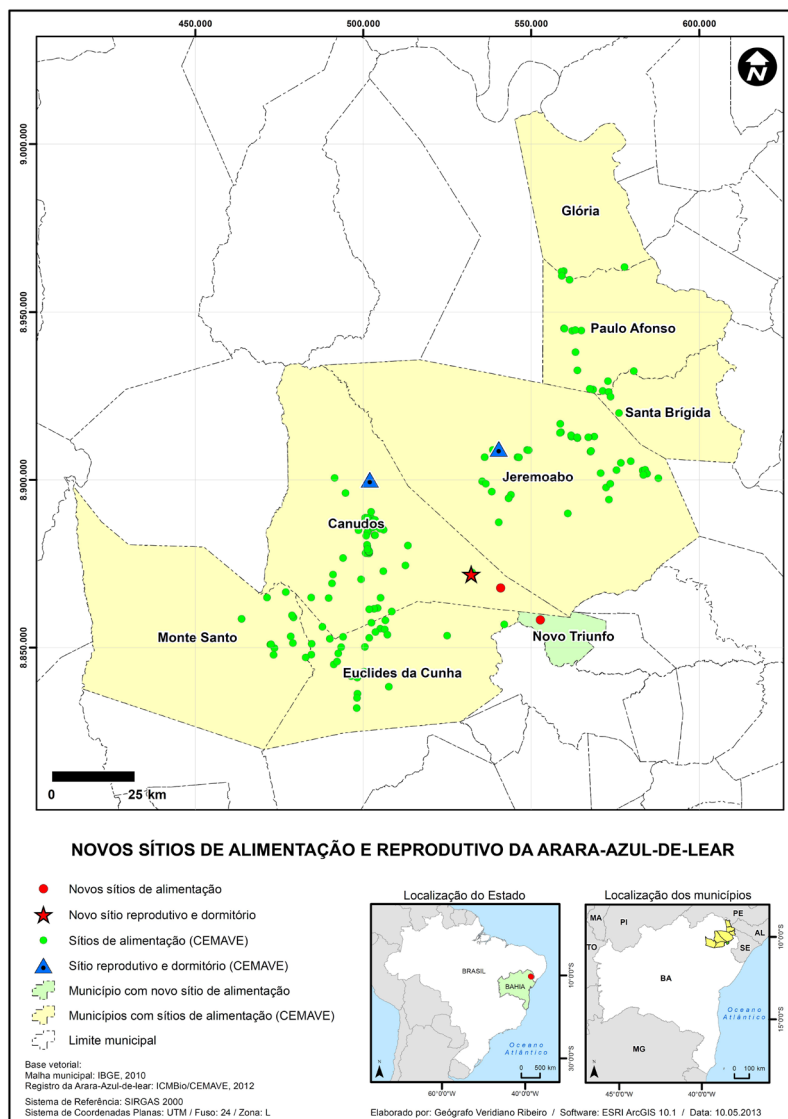 450.000 500.000 550.000 600.000
N
9.000.000
Glória
8.950.000
Paulo Afonso
Santa Brígida
8.900.000
Jeremoabo
Canudos
8.850.000
Monte Santo
Novo Triunfo
Euclides da Cunha
0 25 km
NOVOS SÍTIOS DE ALIMENTAÇÃO E REPRODUTIVO DA ARARA-AZUL-DE-LEAR
Novos sítios de alimentação
Novo sítio reprodutivo e dormitório
Sítios de alimentação (CEMAVE)
Sítio reprodutivo e dormitório (CEMAVE)
Município com novo sítio de alimentação
Municípios com sítios de alimentação (CEMAVE)
Limite municipal
Base vetorial:
Malha municipal: IBGE, 2010
Registro da Arara-Azul-de-lear: ICMBio/CEMAVE, 2012
Sistema de Referência: SIRGAS 2000
Sistema de Coordenadas Planas: UTM / Fuso: 24 / Zona: L
Localização do Estado
BRASIL
BAHIA
Oceano
Atlântico
N
0 500 km
10°0'0"S
30°0'0"S
60°0'0"W 40°0'0"W
Localização dos municípios
MA PI PE
AL
TO SE
BA
Oceano
Atlântico
MG
N
0 100 km
10°0'0"S
15°0'0"S
40°0'0"W
Elaborado por: Geógrafo Veridiano Ribeiro / Software: ESRI ArcGIS 10.1 / Data: 10.05.2013